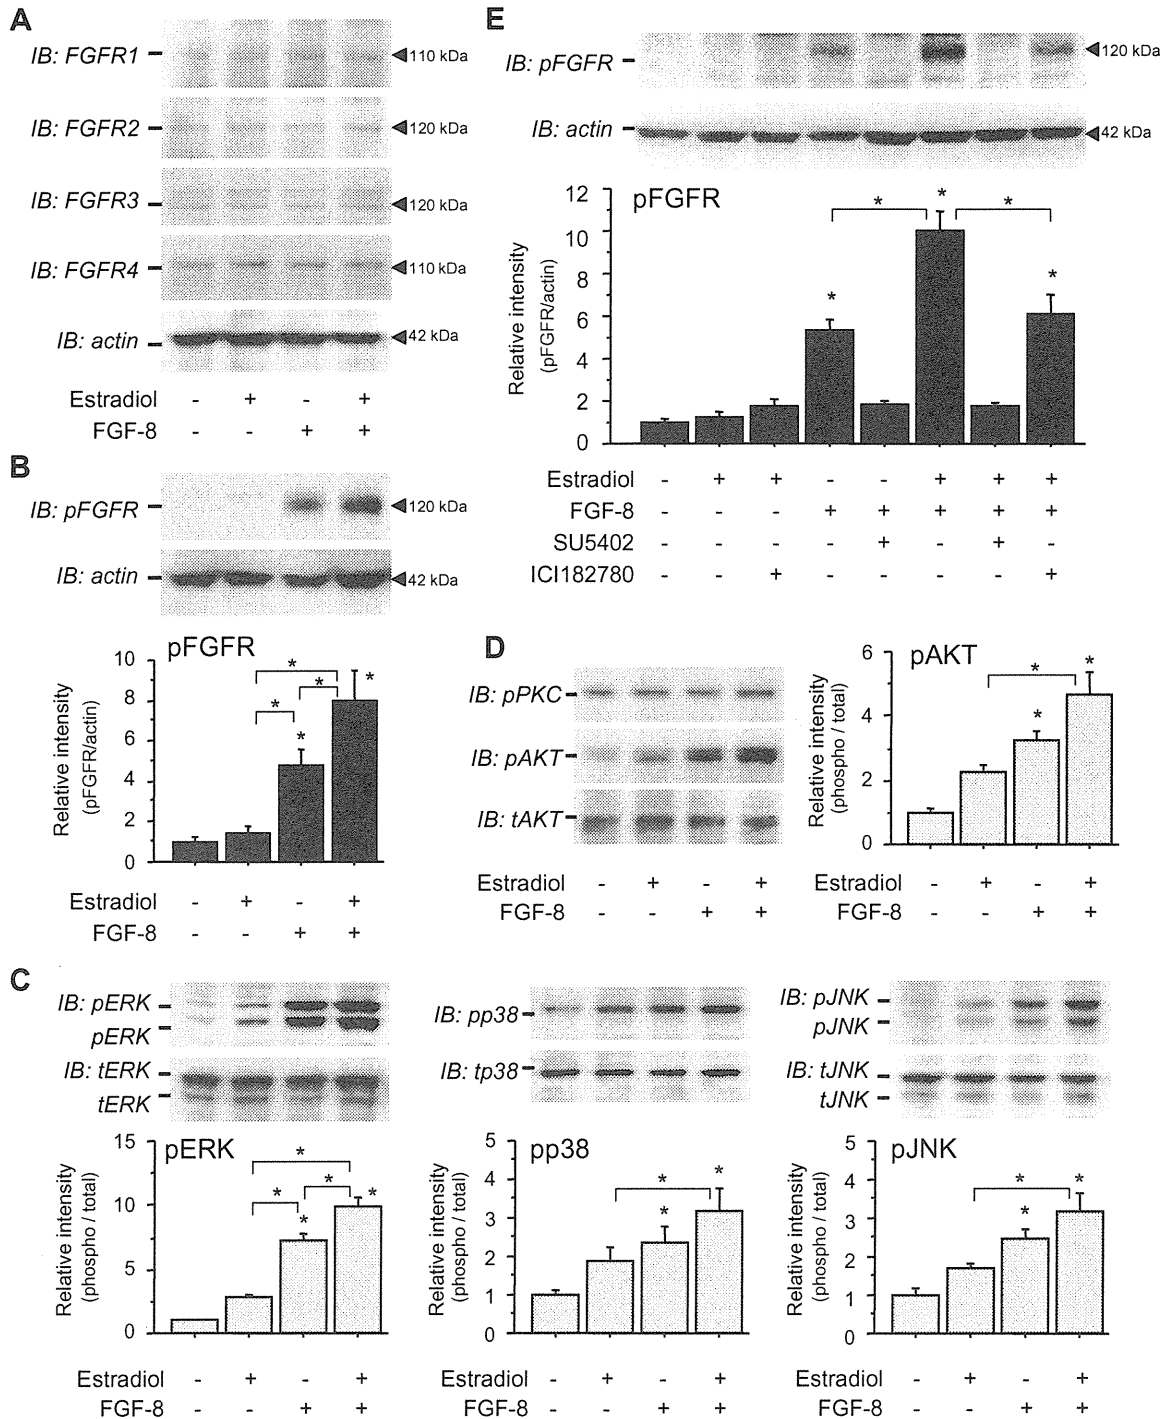 A
IB: FGFR1 110 kDa
IB: FGFR2 120 kDa
IB: FGFR3 120 kDa
IB: FGFR4 110 kDa
IB: actin 42 kDa
Estradiol - + - +
FGF-8 - - + +
B
IB: pFGFR 120 kDa
IB: actin 42 kDa
pFGFR
Relative intensity
(pFGFR/actin)
10
8
6
4
2
0
* * * * *
Estradiol - + - +
FGF-8 - - + +
E
IB: pFGFR 120 kDa
IB: actin 42 kDa
pFGFR
Relative intensity
(pFGFR/actin)
12
10
8
6
4
2
0
* * * * *
Estradiol - + + - - + + +
FGF-8 - - - + + + + +
SU5402 - - - - + - + -
ICI182780 - - + - - - - +
D
IB: pPKC
IB: pAKT
IB: tAKT
Estradiol - + - +
FGF-8 - - + +
pAKT
Relative intensity
(phospho / total)
6
4
2
0
* * *
Estradiol - + - +
FGF-8 - - + +
C
IB: pERK
pERK
IB: tERK
tERK
pERK
Relative intensity
(phospho / total)
15
10
5
0
* * * * *
Estradiol - + - +
FGF-8 - - + +
IB: pp38
IB: tp38
pp38
Relative intensity
(phospho / total)
5
4
3
2
1
0
* * *
Estradiol - + - +
FGF-8 - - + +
IB: pJNK
pJNK
IB: tJNK
tJNK
pJNK
Relative intensity
(phospho / total)
5
4
3
2
1
0
* * *
Estradiol - + - +
FGF-8 - - + +